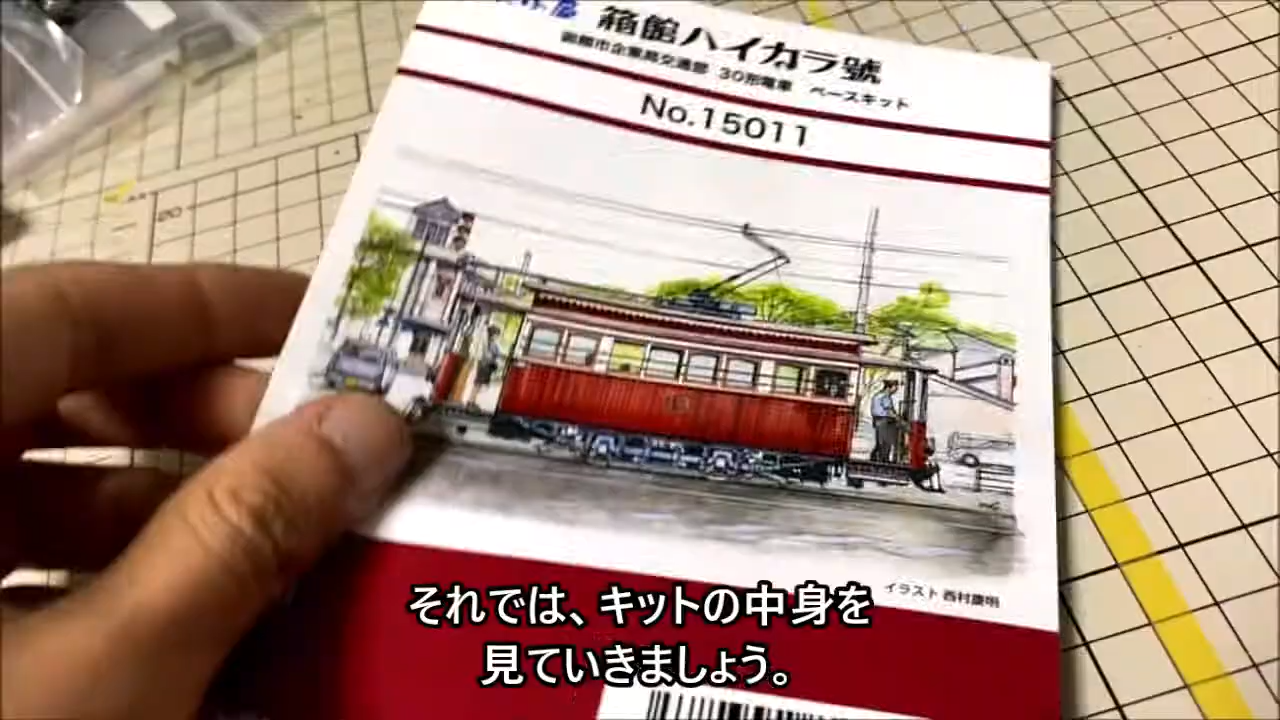 箱館ハイカラ號
函館市企業局交通部 30形電車 ベースキット
No.15011
イラスト 西村慶明
それでは、キットの中身を
見ていきましょう。